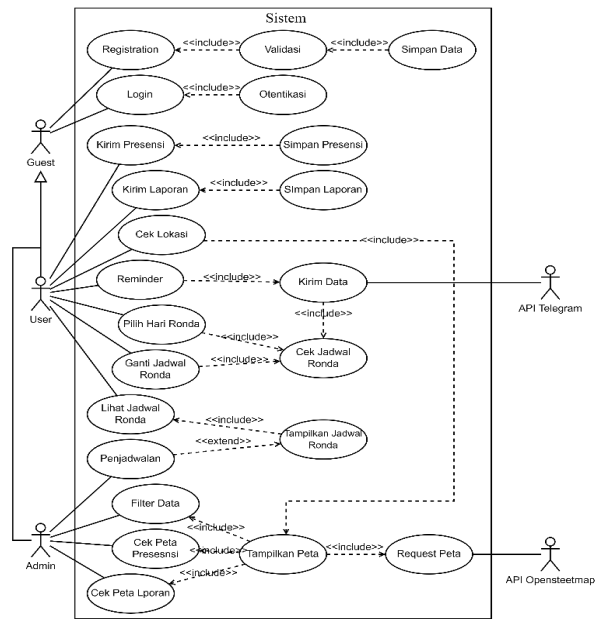 Sistem
Registration
<<include>>
Validasi
<<include>>
Simpan Data
Login
<<include>>
Otentikasi
Guest
Kirim Presensi
<<include>>
Simpan Presensi
Kirim Laporan
<<include>>
SImpan Laporan
Cek Lokasi
<<include>>
Reminder
<<include>>
Kirim Data
API Telegram
User
Pilih Hari Ronda
<<include>>
<<include>>
Ganti Jadwal
Ronda
<<include>>
Cek Jadwal
Ronda
Lihat Jadwal
Ronda
<<include>>
Tampilkan Jadwal
Ronda
Penjadwalan
<<extend>>
Filter Data
<<include>>
Admin
Cek Peta
Presesnsi
<<include>>
Tampilkan Peta
<<include>>
Request Peta
API Opensteetmap
Cek Peta Lporan
<<include>>